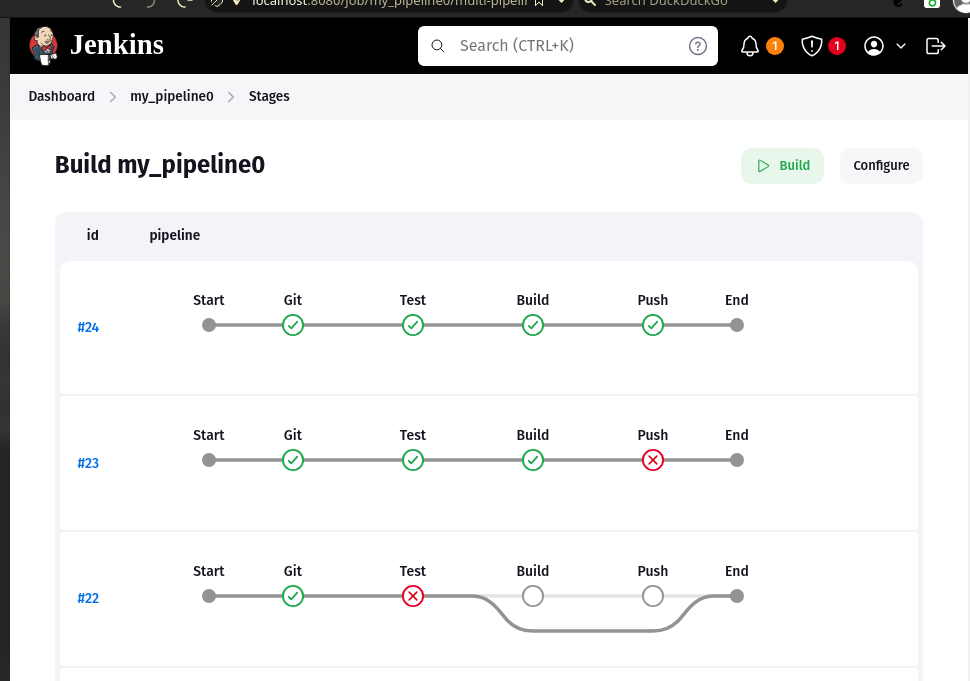 localhost:8080/job/my_pipeline0/multi-pipeli
Search DuckDuckGo
Jenkins
Search (CTRL+K)
?
1
1
Dashboard
my_pipeline0
Stages
Build my_pipeline0
Build
Configure
id
pipeline
Start
Git
Test
Build
Push
End
#24
Start
Git
Test
Build
Push
End
#23
Start
Git
Test
Build
Push
End
#22